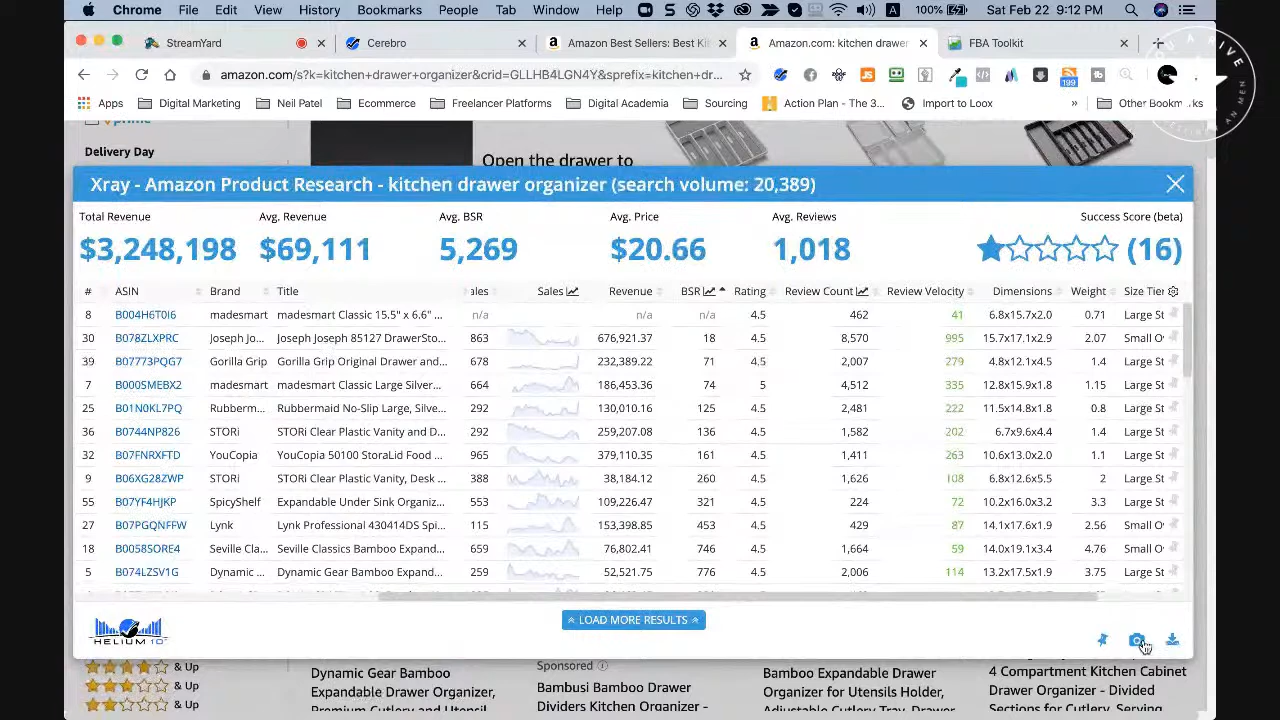 Chrome File Edit View History Bookmarks People Tab Window Help 100% Sat Feb 22 9:12 PM
StreamYard Cerebro Amazon Best Sellers: Best Kit Amazon.com: kitchen drawer FBA Toolkit
amazon.com/s?k=kitchen+drawer+organizer&crid=GLLHB4LGN4Y&sprefix=kitchen+dr... 199
Apps Digital Marketing Neil Patel Ecommerce Freelancer Platforms Digital Academia Sourcing Action Plan - The 3... Import to Loox » Other Bookm ks
prime
Delivery Day
Open the drawer to
Xray - Amazon Product Research - kitchen drawer organizer (search volume: 20,389)
Total Revenue Avg. Revenue Avg. BSR Avg. Price Avg. Reviews Success Score (beta)
$3,248,198 $69,111 5,269 $20.66 1,018 (16)
# ASIN Brand Title ales Sales Revenue BSR Rating Review Count Review Velocity Dimensions Weight Size Tier
8 B004H6T0I6 madesmart madesmart Classic 15.5" x 6.6" ... n/a n/a n/a 4.5 462 41 6.8x15.7x2.0 0.71 Large St
30 B078ZLXPRC Joseph Jo... Joseph Joseph 85127 DrawerSto... 863 676,921.37 18 4.5 8,570 995 15.7x17.1x2.9 2.07 Small O
39 B07773PQG7 Gorilla Grip Gorilla Grip Original Drawer and... 678 232,389.22 71 4.5 2,007 279 4.8x12.1x4.5 1.4 Large St
7 B000SMEBX2 madesmart madesmart Classic Large Silver... 664 186,453.36 74 5 4,512 335 12.8x15.9x1.8 1.15 Large St
25 B01N0KL7PQ Rubberm... Rubbermaid No-Slip Large, Silve... 292 130,010.16 125 4.5 2,481 222 11.5x14.8x1.8 0.8 Large St
36 B0744NP826 STORi STORi Clear Plastic Vanity and D... 292 259,207.08 136 4.5 1,582 202 6.7x9.6x4.4 1.4 Large St
32 B07FNRXFTD YouCopia YouCopia 50100 StoraLid Food ... 965 379,110.35 161 4.5 1,411 263 10.6x13.0x2.0 1.1 Large St
9 B06XG28ZWP STORi STORi Clear Plastic Vanity, Desk ... 388 38,184.12 260 4.5 1,626 108 6.8x12.6x5.5 2 Large St
55 B07YF4HJKP SpicyShelf Expandable Under Sink Organiz... 553 109,226.47 321 4.5 224 72 10.2x16.0x3.2 3.3 Large St
27 B07PGQNFFW Lynk Lynk Professional 430414DS Spi... 115 153,398.85 453 4.5 429 87 14.1x17.6x1.9 2.56 Small O
18 B0058SORE4 Seville Cla... Seville Classics Bamboo Expand... 659 76,802.41 746 4.5 1,664 59 14.0x19.1x3.4 4.76 Small O
5 B074LZSV1G Dynamic ... Dynamic Gear Bamboo Expand... 259 52,521.75 776 4.5 2,006 114 13.2x17.5x1.9 3.75 Large St
LOAD MORE RESULTS
HELIUM 10
& Up
& Up
& Up
Dynamic Gear Bamboo
Expandable Drawer Organizer,
Premium Cutlery and Utensil
Sponsored
Bambusi Bamboo Drawer
Dividers Kitchen Organizer -
Bamboo Expandable Drawer
Organizer for Utensils Holder,
Adjustable Cutlery Tray, Drawer
4 Compartment Kitchen Cabinet
Drawer Organizer - Divided
Sections for Cutlery, Serving